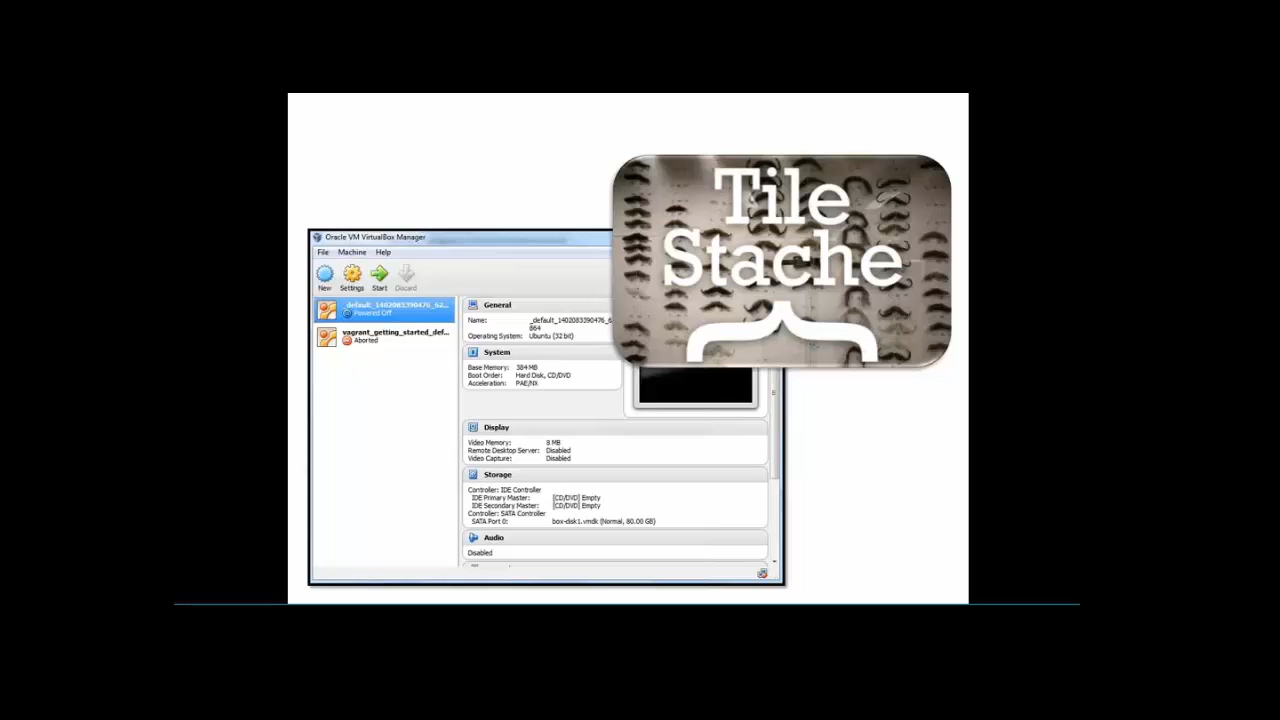 Tile
Stache
Oracle VM VirtualBox Manager
File Machine Help
New Settings Start Discard
_default_1402083390476_62...
Powered Off
vagrant_getting_started_def...
Aborted
General
Name: _default_1402083390476_6
864
Operating System: Ubuntu (32 bit)
System
Base Memory: 384 MB
Boot Order: Hard Disk, CD/DVD
Acceleration: PAE/NX
Display
Video Memory: 8 MB
Remote Desktop Server: Disabled
Video Capture: Disabled
Storage
Controller: IDE Controller
IDE Primary Master: [CD/DVD] Empty
IDE Secondary Master: [CD/DVD] Empty
Controller: SATA Controller
SATA Port 0: box-disk1.vmdk (Normal, 80.00 GB)
Audio
Disabled